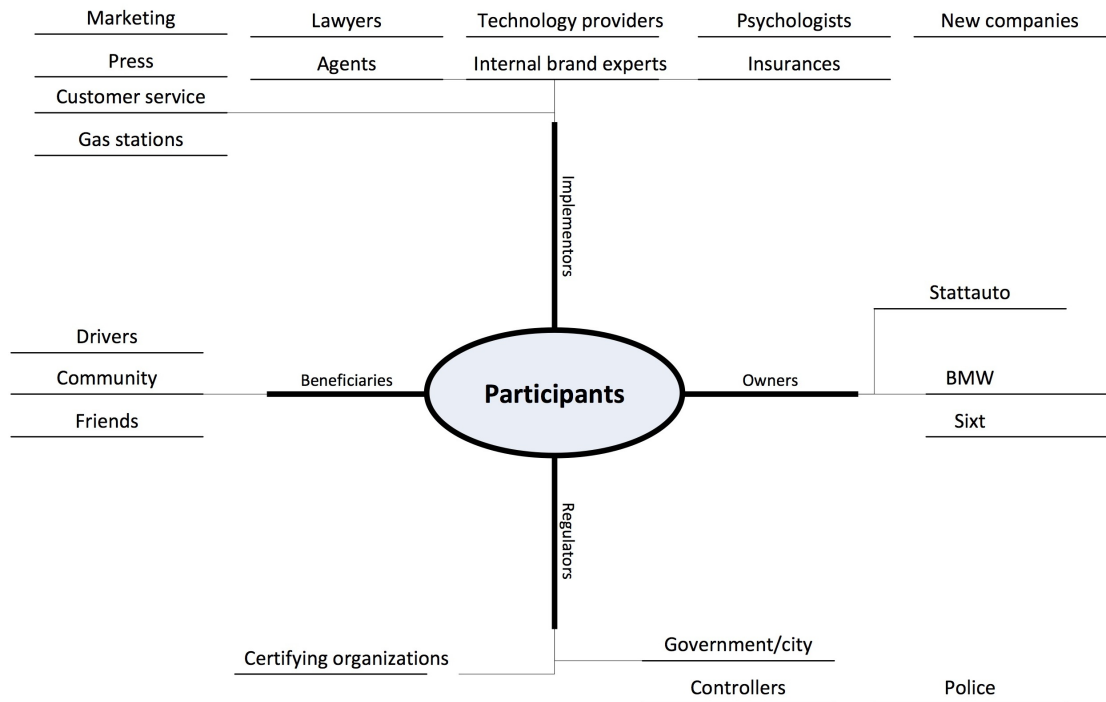 Marketing
Lawyers
Technology providers
Psychologists
New companies
Press
Agents
Internal brand experts
Insurances
Customer service
Gas stations
Implementors
Stattauto
Drivers
Community
Beneficiaries
Participants
Owners
BMW
Friends
Sixt
Regulators
Certifying organizations
Government/city
Controllers
Police